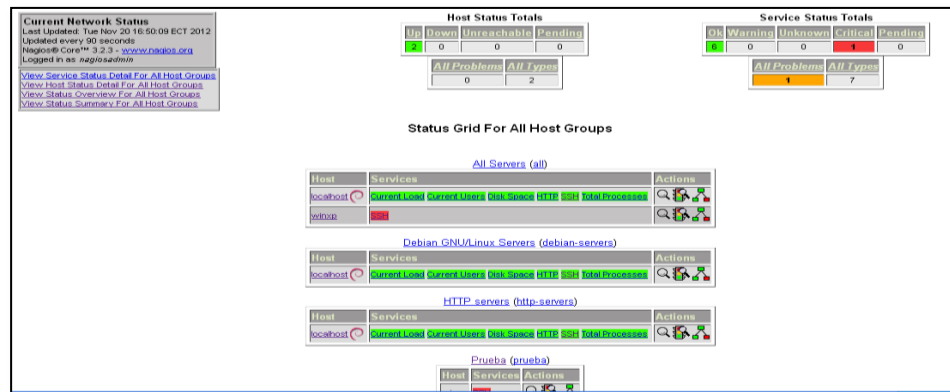 Current Network Status
Last Updated: Tue Nov 20 16:50:09 ECT 2012
Updated every 90 seconds
Nagios® Core™ 3.2.3 - www.nagios.org
Logged in as nagiosadmin
View Service Status Detail For All Host Groups
View Host Status Detail For All Host Groups
View Status Overview For All Host Groups
View Status Summary For All Host Groups
Host Status Totals
Up Down Unreachable Pending
2 0 0 0
All Problems All Types
0 2
Service Status Totals
Ok Warning Unknown Critical Pending
6 0 0 1 0
All Problems All Types
1 7
Status Grid For All Host Groups
All Servers (all)
Host Services Actions
localhost Current Load Current Users Disk Space HTTP SSH Total Processes
winxp SSH
Debian GNU/Linux Servers (debian-servers)
Host Services Actions
localhost Current Load Current Users Disk Space HTTP SSH Total Processes
HTTP servers (http-servers)
Host Services Actions
localhost Current Load Current Users Disk Space HTTP SSH Total Processes
Prueba (prueba)
Host Services Actions